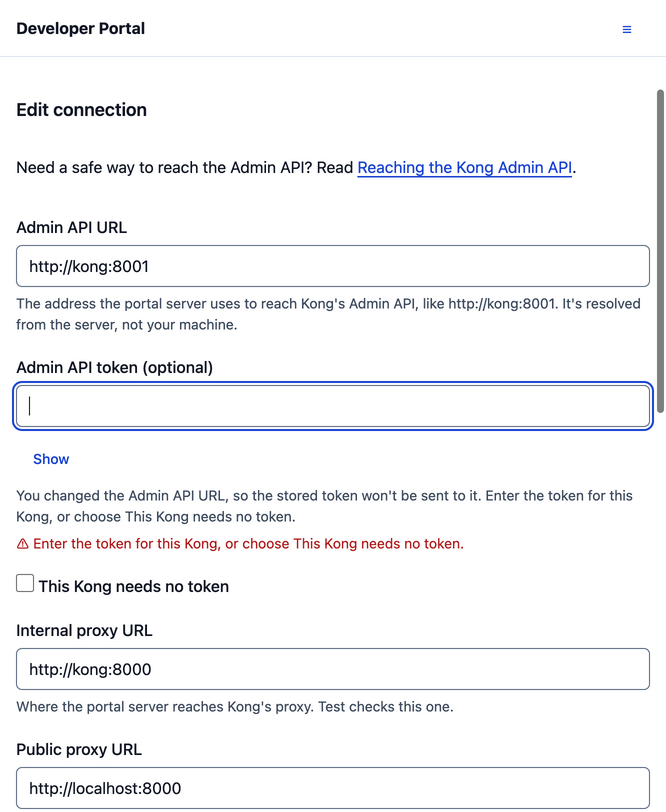 Developer Portal
Edit connection
Need a safe way to reach the Admin API? Read Reaching the Kong Admin API.
Admin API URL
http://kong:8001
The address the portal server uses to reach Kong's Admin API, like http://kong:8001. It's resolved
from the server, not your machine.
Admin API token (optional)
Show
You changed the Admin API URL, so the stored token won't be sent to it. Enter the token for this
Kong, or choose This Kong needs no token.
Enter the token for this Kong, or choose This Kong needs no token.
This Kong needs no token
Internal proxy URL
http://kong:8000
Where the portal server reaches Kong's proxy. Test checks this one.
Public proxy URL
http://localhost:8000